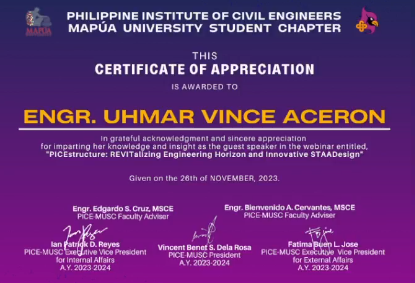 PHILIPPINE INSTITUTE OF CIVIL ENGINEERS
MAPÚA UNIVERSITY STUDENT CHAPTER
MAPÚA
THIS
CERTIFICATE OF APPRECIATION
IS AWARDED TO
ENGR. UHMAR VINCE ACERON
In grateful acknowledgment and sincere appreciation
for imparting her knowledge and insight as the guest speaker in the webinar entitled,
"PICEstructure: REVITalizing Engineering Horizon and Innovative STAADesign"
Given on the 26th of NOVEMBER, 2023.
Engr. Edgardo S. Cruz, MSCE
PICE-MUSC Faculty Adviser
Engr. Bienvenido A. Cervantes, MSCE
PICE-MUSC Faculty Adviser
Ian Patrick D. Reyes
PICE-MUSC Executive Vice President
for Internal Affairs
A.Y. 2023-2024
Vincent Benet S. Dela Rosa
PICE-MUSC President
A.Y. 2023-2024
Fatima Buen L. Jose
PICE-MUSC Executive Vice President
for External Affairs
A.Y. 2023-2024